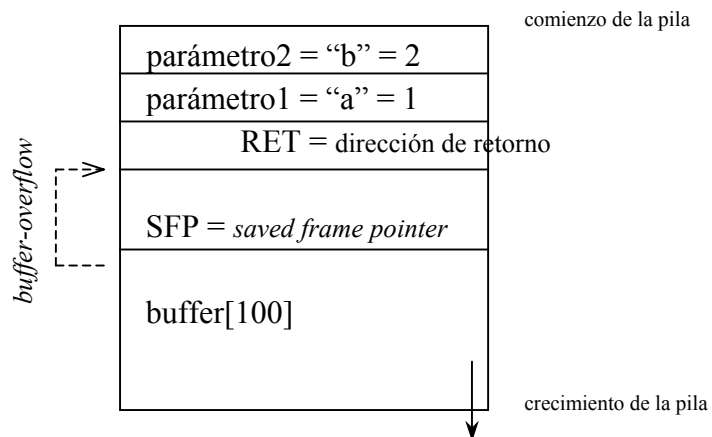 comienzo de la pila
parámetro2 = “b” = 2
parámetro1 = “a” = 1
RET = dirección de retorno
buffer-overflow
SFP = saved frame pointer
buffer[100]
crecimiento de la pila